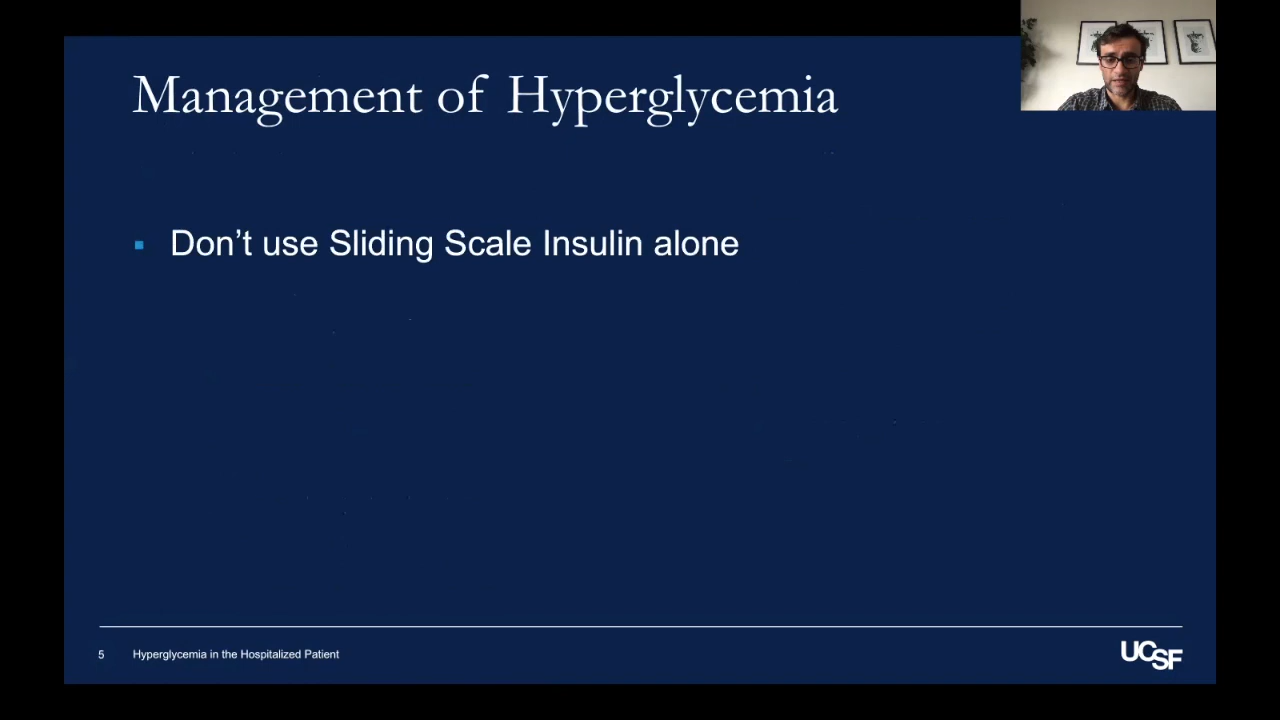 Management of Hyperglycemia
Don’t use Sliding Scale Insulin alone
5 Hyperglycemia in the Hospitalized Patient
UCSF